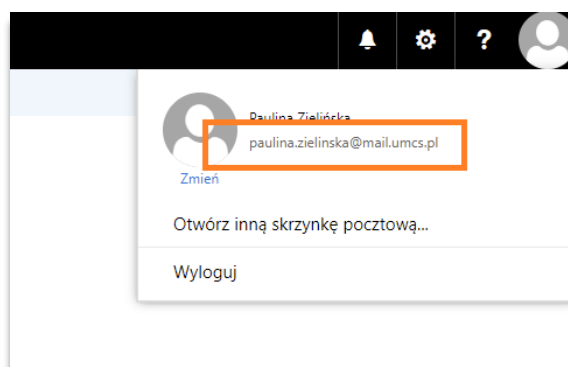 ?
Paulina Zielińska
paulina.zielinska@mail.umcs.pl
Zmień
Otwórz inną skrzynkę pocztową...
Wyloguj